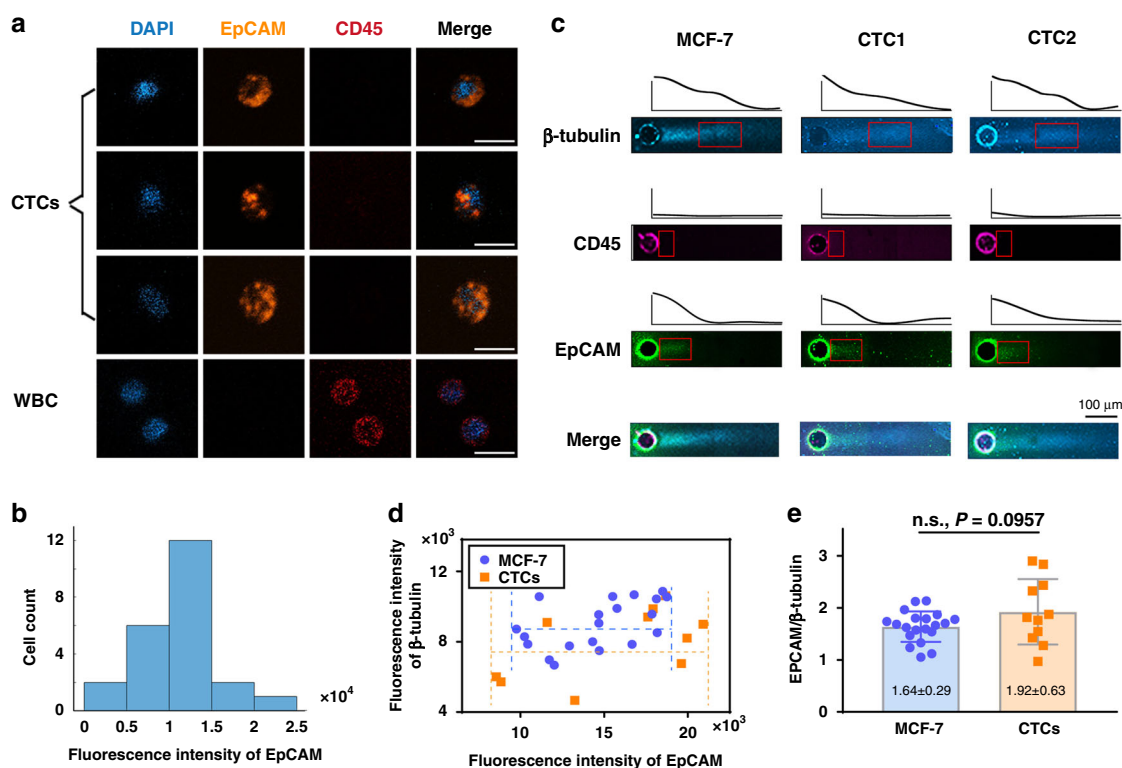 a
DAPI EpCAM CD45 Merge
CTCs
WBC
c
MCF-7 CTC1 CTC2
β-tubulin
CD45
EpCAM
100 μm
Merge
b
Cell count
12
6
0
0 0.5 1 1.5 2 2.5
×10⁴
Fluorescence intensity of EpCAM
d
×10³
Fluorescence intensity
of β-tubulin
12
8
4
MCF-7
CTCs
10 15 20
×10³
Fluorescence intensity of EpCAM
e
n.s., P = 0.0957
EPCAM/β-tubulin
3
2
1
0
1.64±0.29 1.92±0.63
MCF-7 CTCs